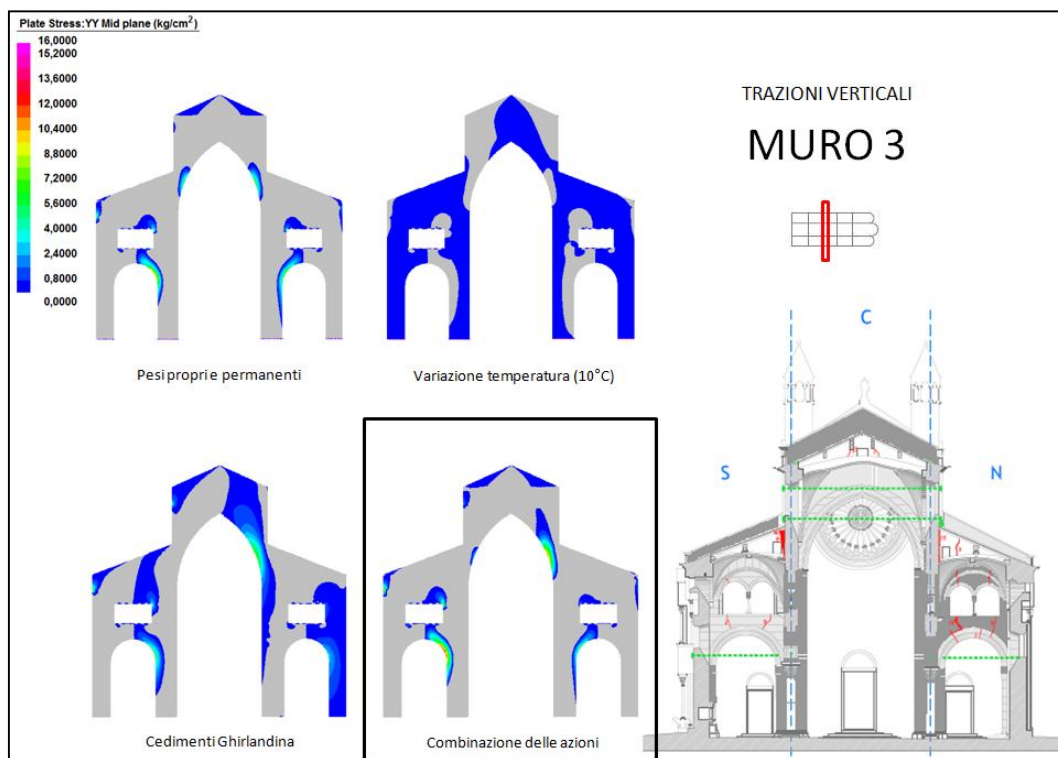 Plate Stress:YY Mid plane (kg/cm²)
16,0000
15,2000
13,6000
12,0000
10,4000
8,8000
7,2000
5,6000
4,0000
2,4000
0,8000
0,0000
TRAZIONI VERTICALI
MURO 3
Pesi propri e permanenti
Variazione temperatura (10°C)
C
S
N
Cedimenti Ghirlandina
Combinazione delle azioni